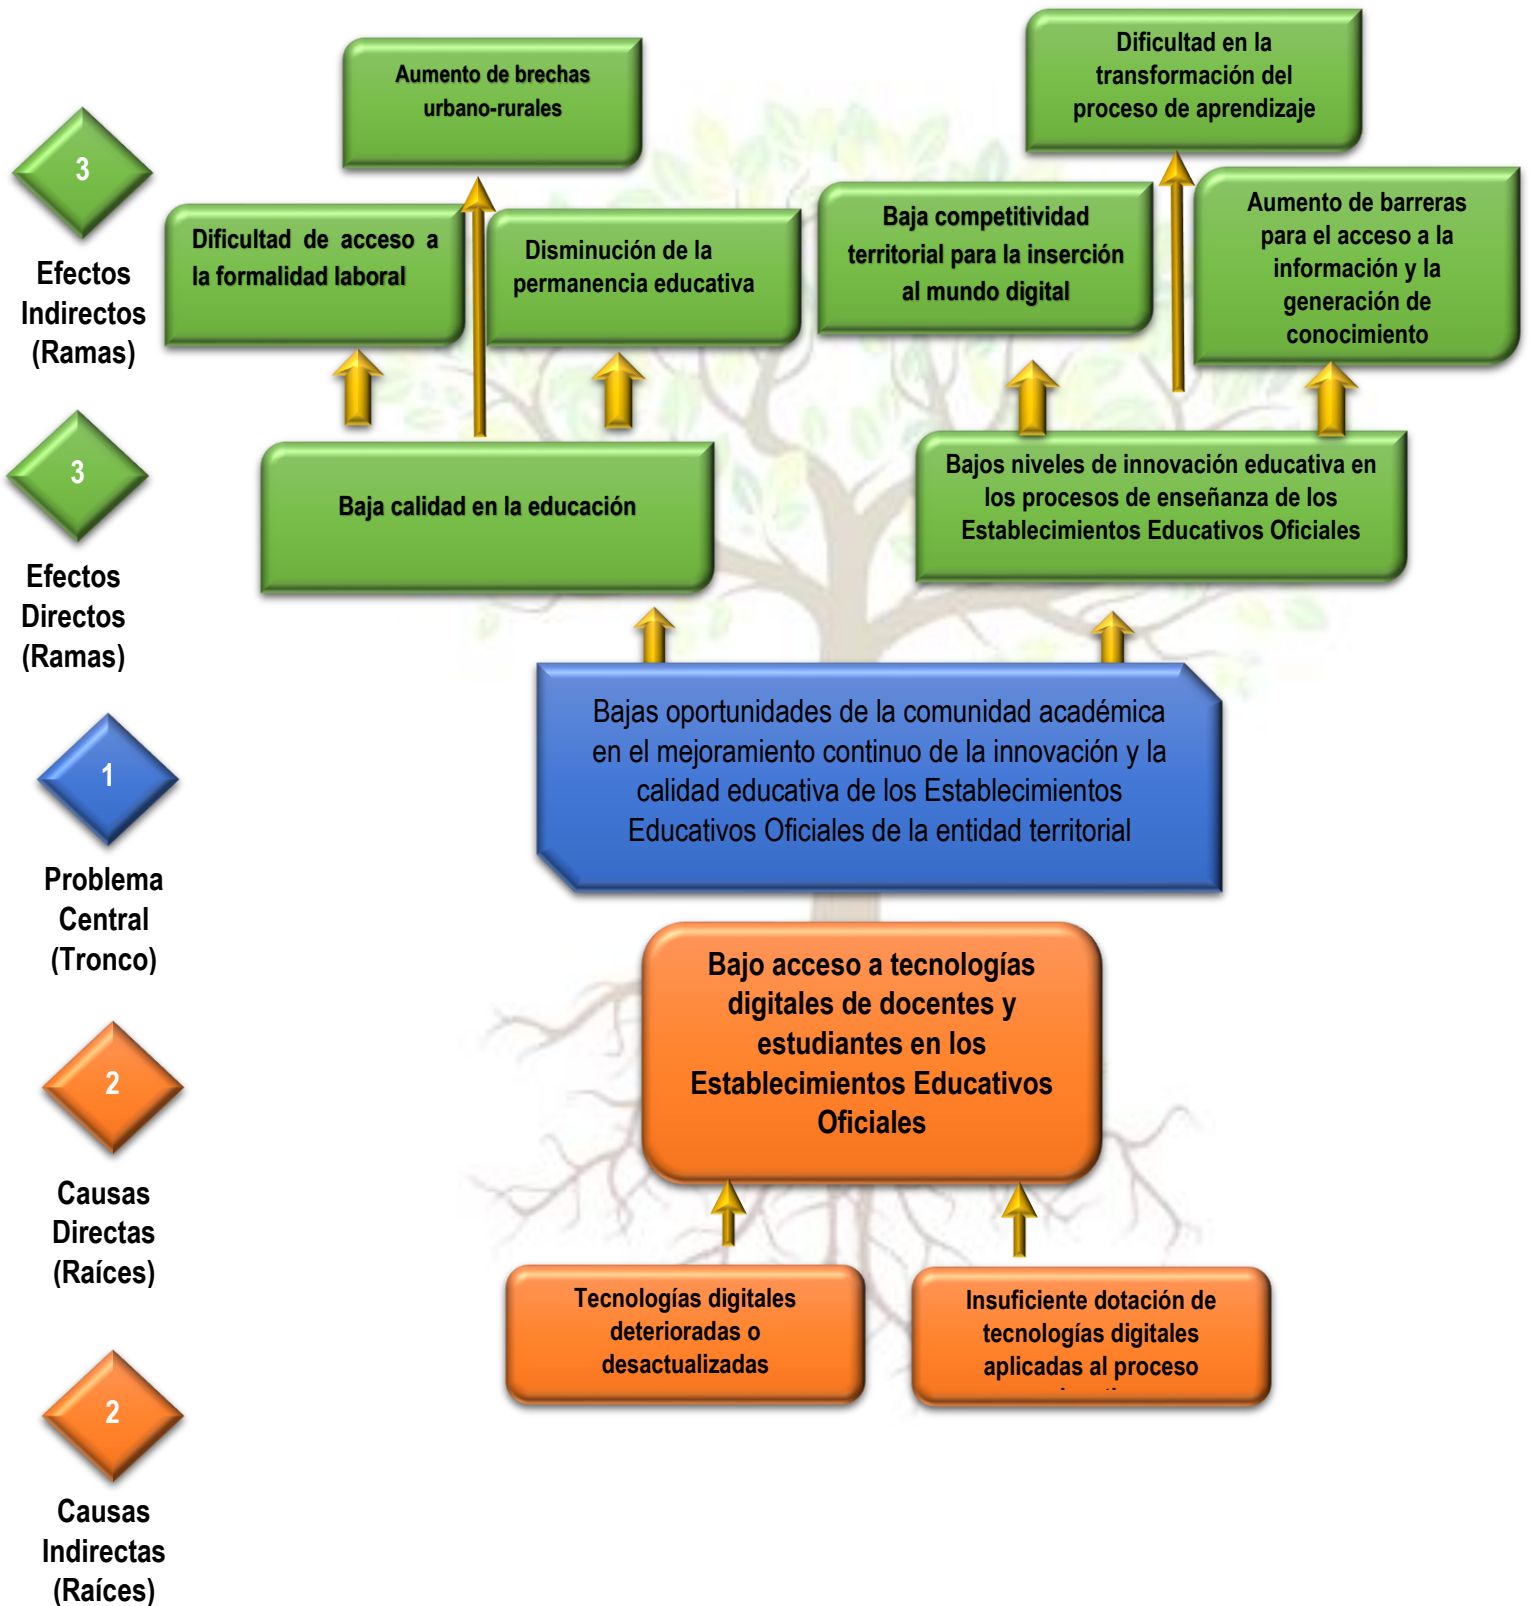 Aumento de brechas
urbano-rurales
Dificultad en la
transformación del
proceso de aprendizaje
3
Efectos
Indirectos
(Ramas)
Dificultad de acceso a
la formalidad laboral
Disminución de la
permanencia educativa
Baja competitividad
territorial para la inserción
al mundo digital
Aumento de barreras
para el acceso a la
información y la
generación de
conocimiento
3
Efectos
Directos
(Ramas)
Baja calidad en la educación
Bajos niveles de innovación educativa en
los procesos de enseñanza de los
Establecimientos Educativos Oficiales
1
Problema
Central
(Tronco)
Bajas oportunidades de la comunidad académica
en el mejoramiento continuo de la innovación y la
calidad educativa de los Establecimientos
Educativos Oficiales de la entidad territorial
2
Causas
Directas
(Raíces)
Bajo acceso a tecnologías
digitales de docentes y
estudiantes en los
Establecimientos Educativos
Oficiales
2
Causas
Indirectas
(Raíces)
Tecnologías digitales
deterioradas o
desactualizadas
Insuficiente dotación de
tecnologías digitales
aplicadas al proceso